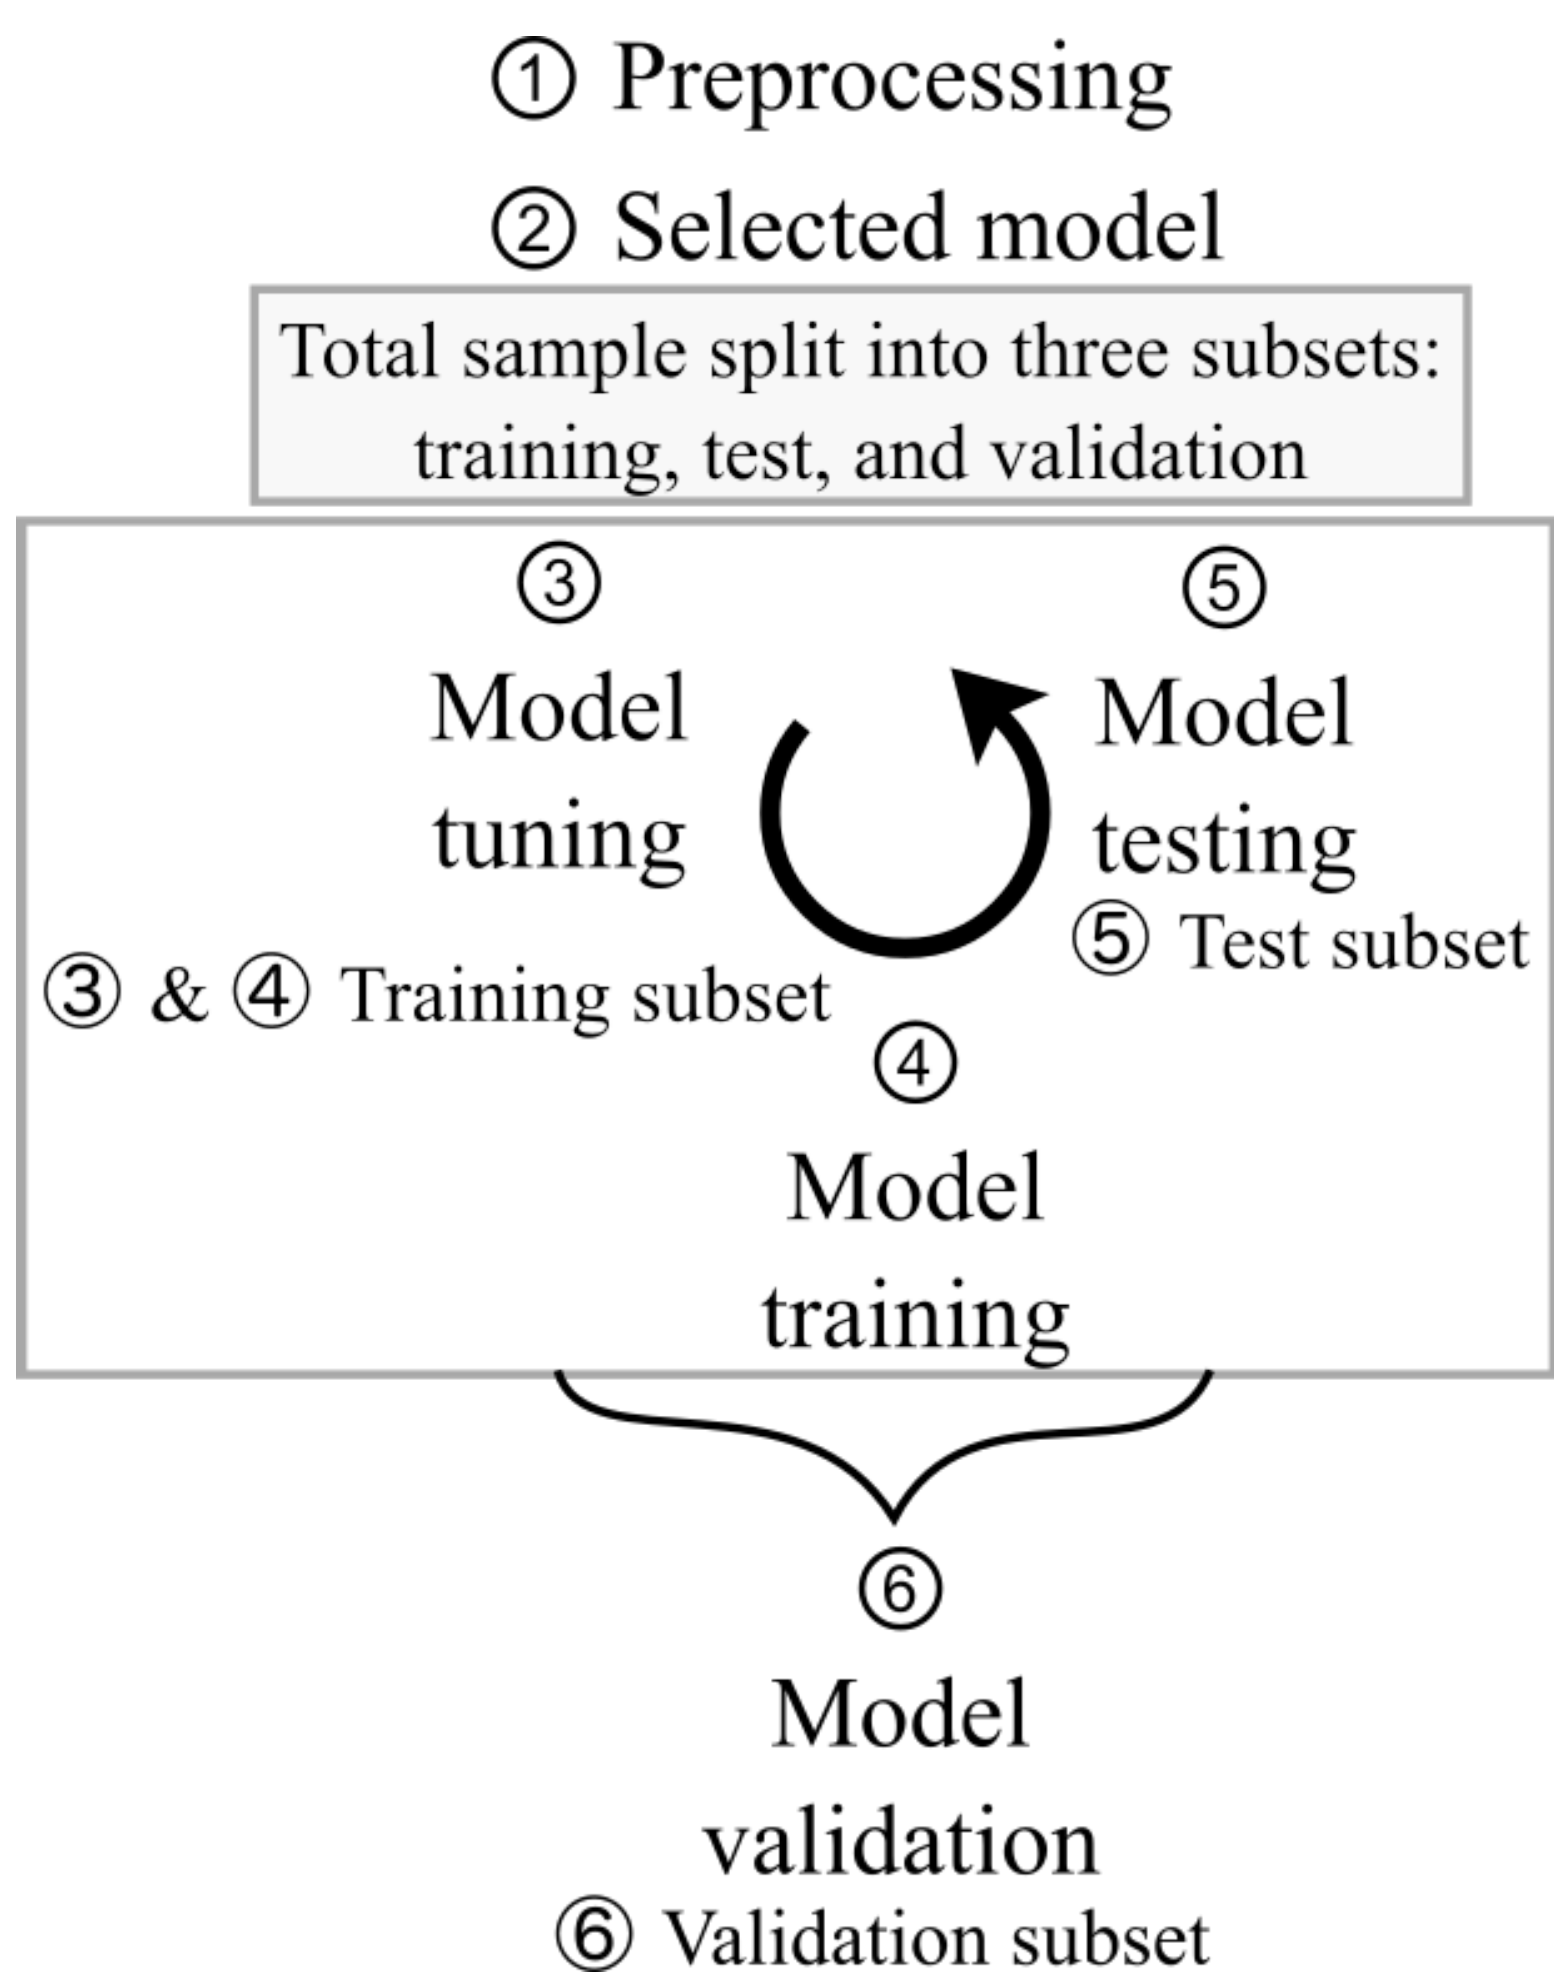 ① Preprocessing
② Selected model
Total sample split into three subsets:
training, test, and validation
③
Model
tuning
③ & ④ Training subset
④
Model
training
⑤
Model
testing
⑤ Test subset
⑥
Model
validation
⑥ Validation subset